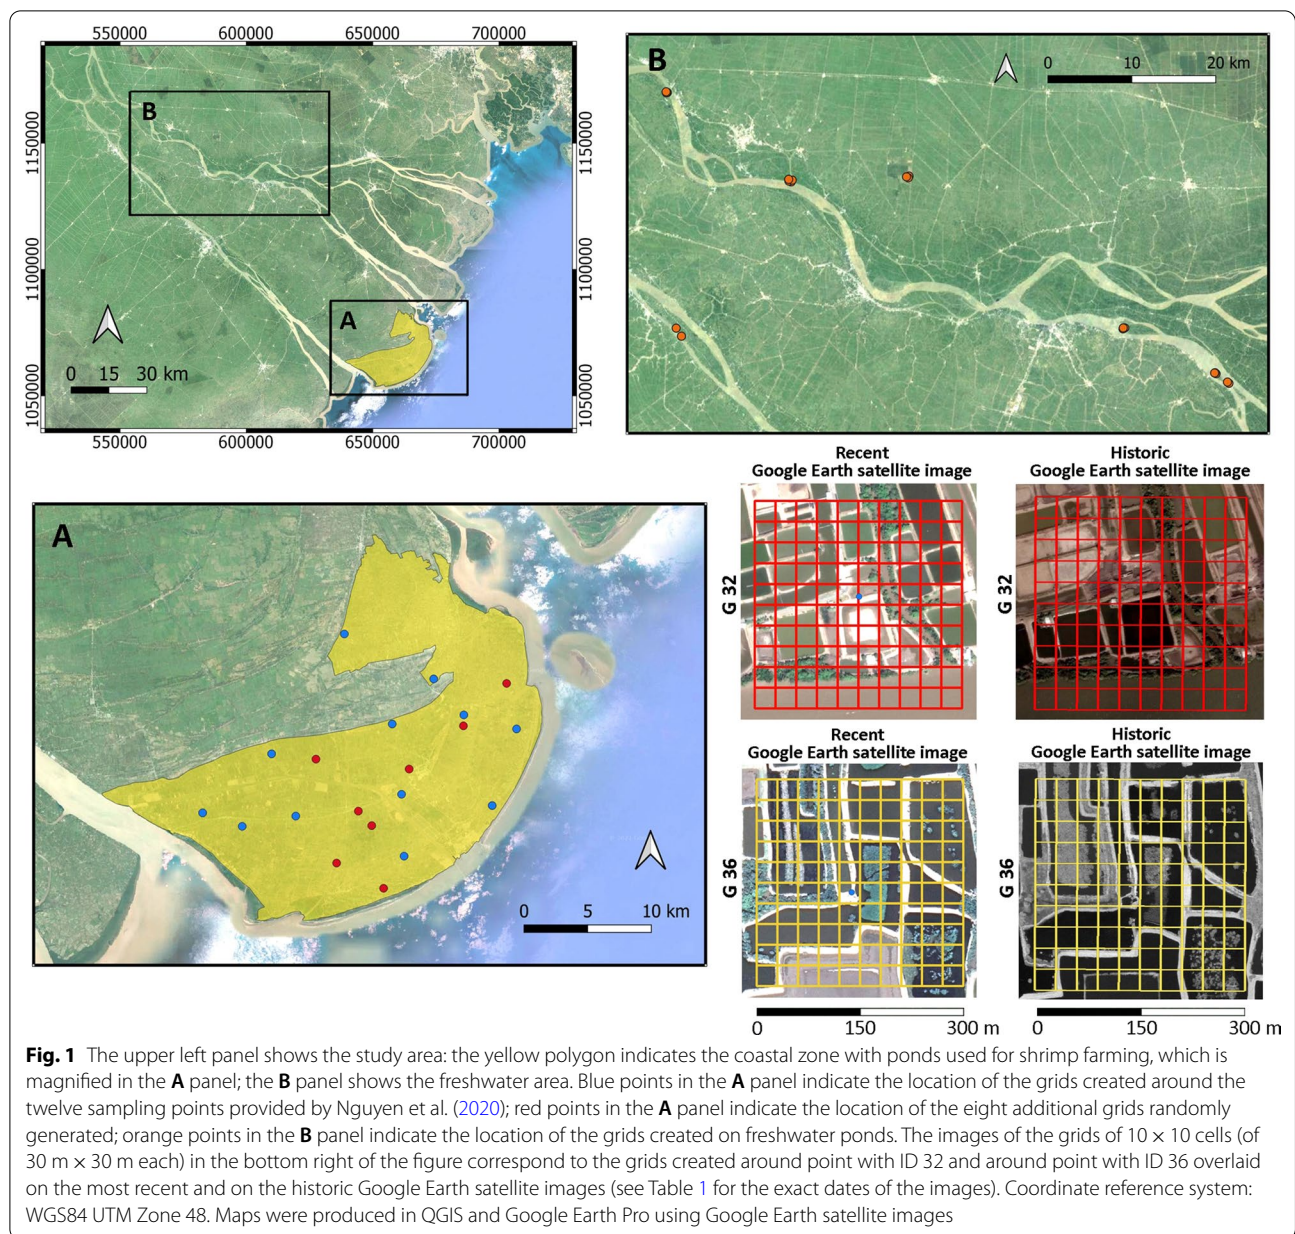 550000 600000 650000 700000
1150000
1100000
1050000
1150000
1100000
1050000
B
A
0 15 30 km
550000 600000 650000 700000
B
0 10 20 km
A
0 5 10 km
Recent
Google Earth satellite image
Historic
Google Earth satellite image
G 32
G 32
Recent
Google Earth satellite image
Historic
Google Earth satellite image
G 36
G 36
0 150 300 m
0 150 300 m
Fig. 1 The upper left panel shows the study area: the yellow polygon indicates the coastal zone with ponds used for shrimp farming, which is
magnified in the A panel; the B panel shows the freshwater area. Blue points in the A panel indicate the location of the grids created around the
twelve sampling points provided by Nguyen et al. (2020); red points in the A panel indicate the location of the eight additional grids randomly
generated; orange points in the B panel indicate the location of the grids created on freshwater ponds. The images of the grids of 10 × 10 cells (of
30 m × 30 m each) in the bottom right of the figure correspond to the grids created around point with ID 32 and around point with ID 36 overlaid
on the most recent and on the historic Google Earth satellite images (see Table 1 for the exact dates of the images). Coordinate reference system:
WGS84 UTM Zone 48. Maps were produced in QGIS and Google Earth Pro using Google Earth satellite images